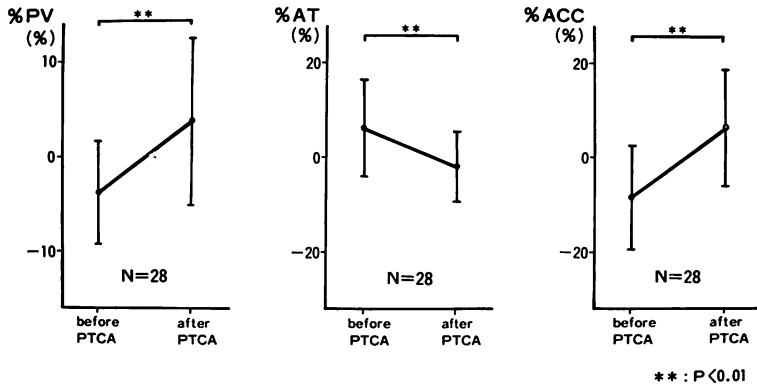 %PV
(%)
**
10
0
−10
N=28
before
PTCA
after
PTCA
%AT
(%)
**
20
0
−20
N=28
before
PTCA
after
PTCA
%ACC
(%)
**
20
0
−20
N=28
before
PTCA
after
PTCA
**: P<0.01